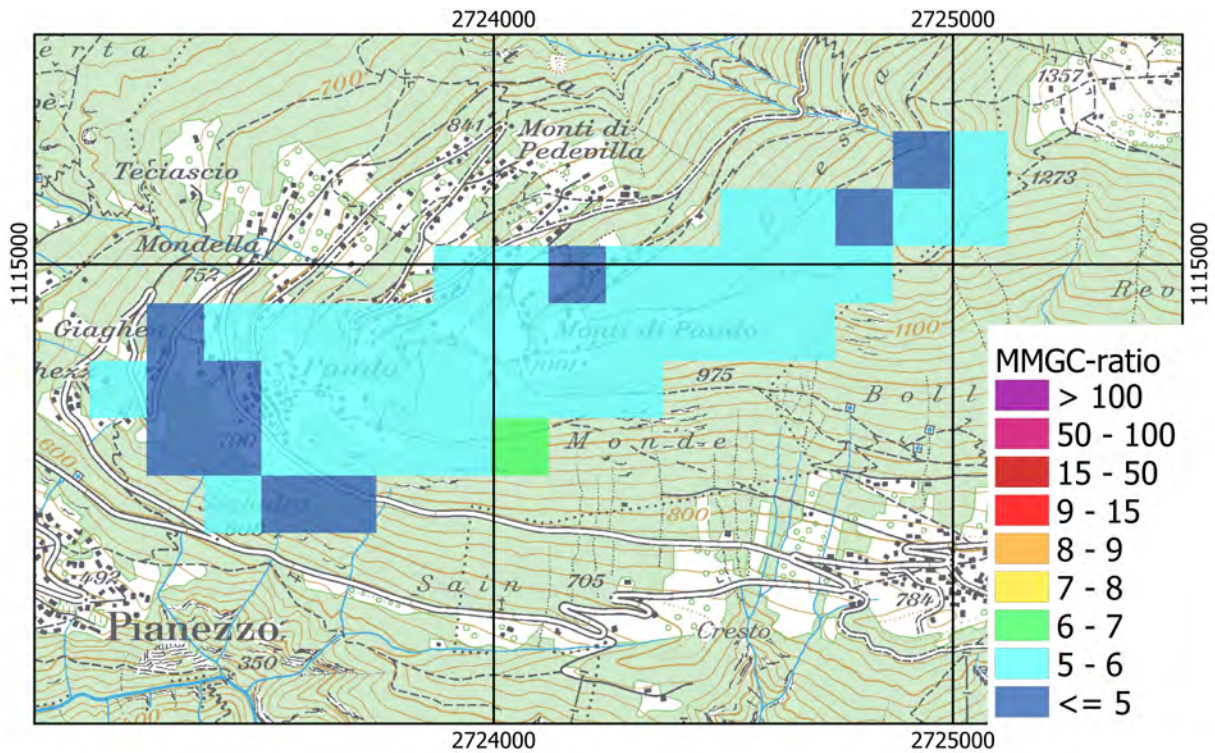 2724000 2725000
e r t a
1357
700
841
Monti di
Pedevilla
Teciascio
e s s a
1273
1115000
Mondella
1115000
752
R e v
1100
Monti di Paudo
Paudo
975
B o l l
700
M o n d e
600
800
492
S a i n
705
784
Pianezzo
Cresto
350
MMGC-ratio
> 100
50 - 100
15 - 50
9 - 15
8 - 9
7 - 8
6 - 7
5 - 6
<= 5
2724000 2725000